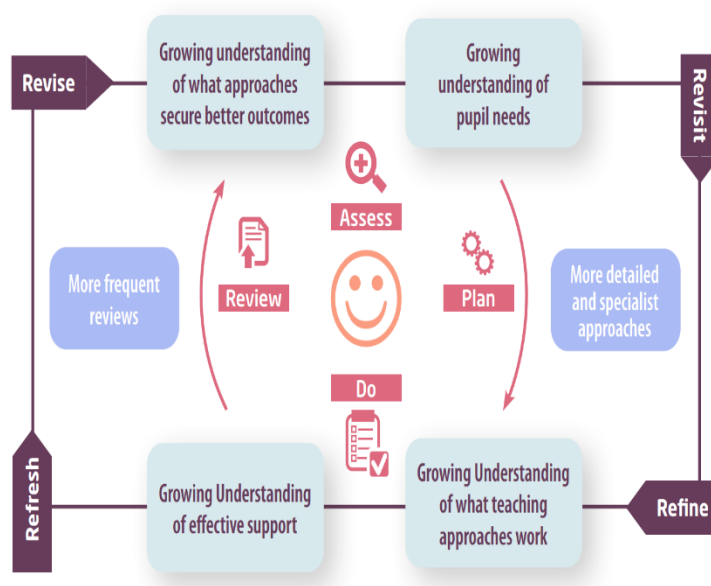 Revise
Growing understanding
of what approaches
secure better outcomes
Growing
understanding of
pupil needs
Revisit
Assess
More frequent
reviews
Review
Plan
More detailed
and specialist
approaches
Do
Refresh
Growing Understanding
of effective support
Growing Understanding
of what teaching
approaches work
Refine